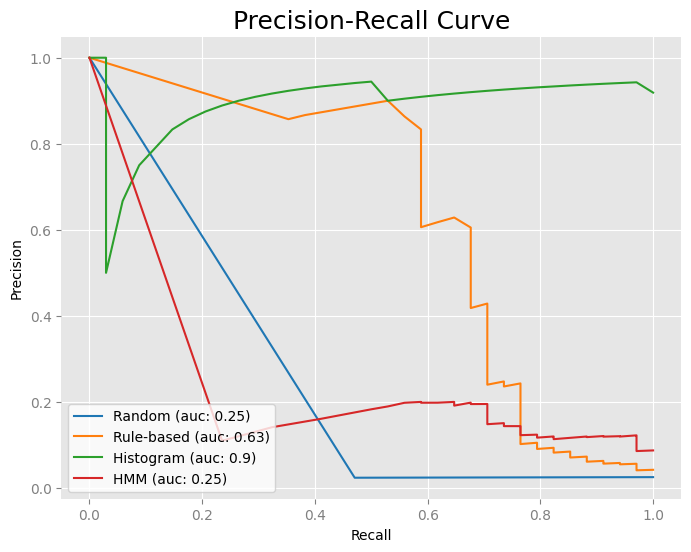 Precision-Recall Curve
1.0
0.8
0.6
0.4
0.2
0.0
Precision
Random (auc: 0.25)
Rule-based (auc: 0.63)
Histogram (auc: 0.9)
HMM (auc: 0.25)
0.0 0.2 0.4 0.6 0.8 1.0
Recall